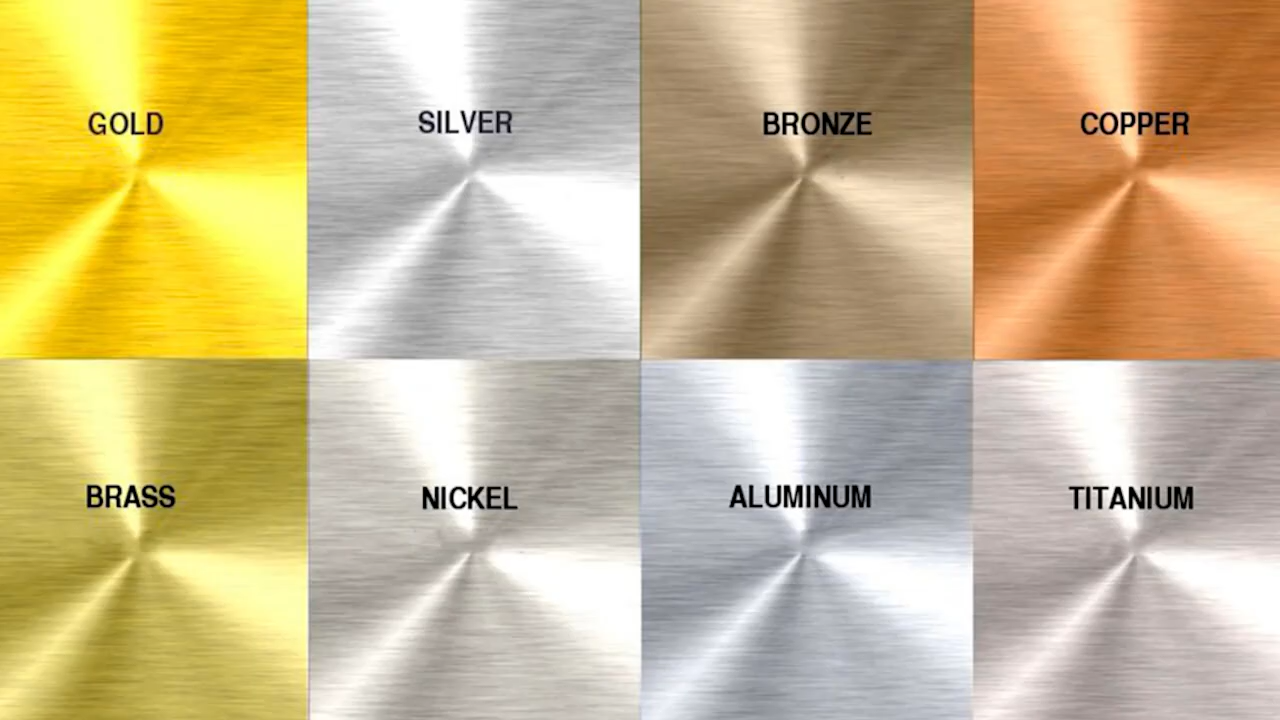 GOLD
SILVER
BRONZE
COPPER
BRASS
NICKEL
ALUMINUM
TITANIUM